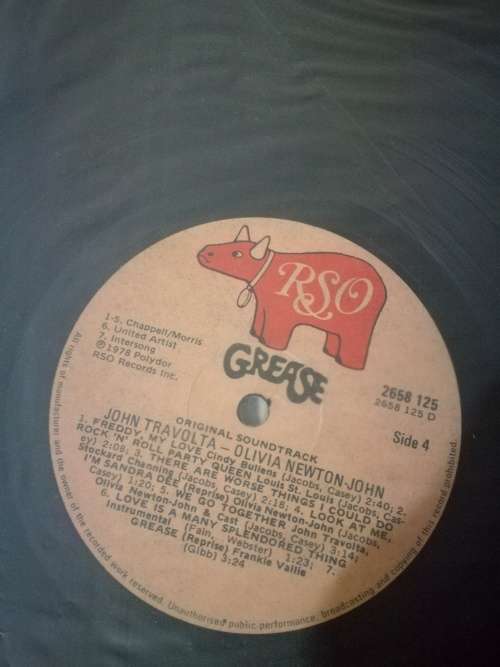 RSO
GREASE
1-5. Chappell/Morris
6. United Artist
7. Intersong
Ⓟ1978 Polydor
RSO Records Inc.
2658 125
2658 125 D
Side 4
ORIGINAL SOUNDTRACK
JOHN TRAVOLTA – OLIVIA NEWTON-JOHN
1. FREDDY, MY LOVE Cindy Bullens (Jacobs, Casey) 2:40; 2.
ROCK 'N' ROLL PARTY QUEEN Louis St. Louis (Jacobs, Cas-
ey) 2:08; 3. THERE ARE WORSE THINGS I COULD DO
Stockard Channing (Jacobs, Casey) 2:18; 4. LOOK AT ME,
I'M SANDRA DEE (Reprise) Olivia Newton-John (Jacobs,
Casey) 1:20; 5. WE GO TOGETHER John Travolta,
Olivia Newton-John & Cast (Jacobs, Casey) 3:14;
6. LOVE IS A MANY SPLENDORED THING
Instrumental (Fain, Webster) 1:23; 7.
GREASE (Reprise) Frankie Vallie
(Gibb) 3:24
All rights of manufacturer and the owner of the recorded work reserved. Unauthorised public performance, broadcasting and copying of this record prohibited.